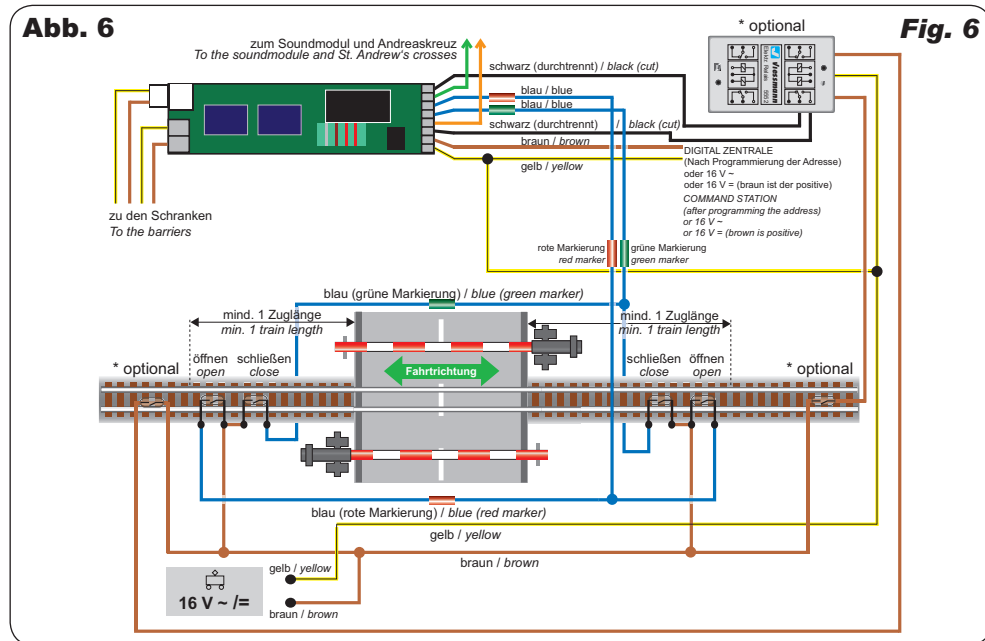 Abb. 6
* optional
Fig. 6
zum Soundmodul und Andreaskreuz
To the soundmodule and St. Andrew's crosses
schwarz (durchtrennt) / black (cut)
blau / blue
blau / blue
schwarz (durchtrennt) / black (cut)
braun / brown
gelb / yellow
viessmann
Elektr. Relais 5552
DIGITAL ZENTRALE
(Nach Programmierung der Adresse)
oder 16 V ~
oder 16 V = (braun ist der positive)
COMMAND STATION
(after programming the address)
or 16 V ~
or 16 V = (brown is positive)
zu den Schranken
To the barriers
rote Markierung
red marker
grüne Markierung
green marker
blau (grüne Markierung) / blue (green marker)
mind. 1 Zuglänge
min. 1 train length
mind. 1 Zuglänge
min. 1 train length
* optional
öffnen
open
schließen
close
Fahrtrichtung
schließen
close
öffnen
open
* optional
blau (rote Markierung) / blue (red marker)
gelb / yellow
braun / brown
gelb / yellow
16 V ~ /=
braun / brown